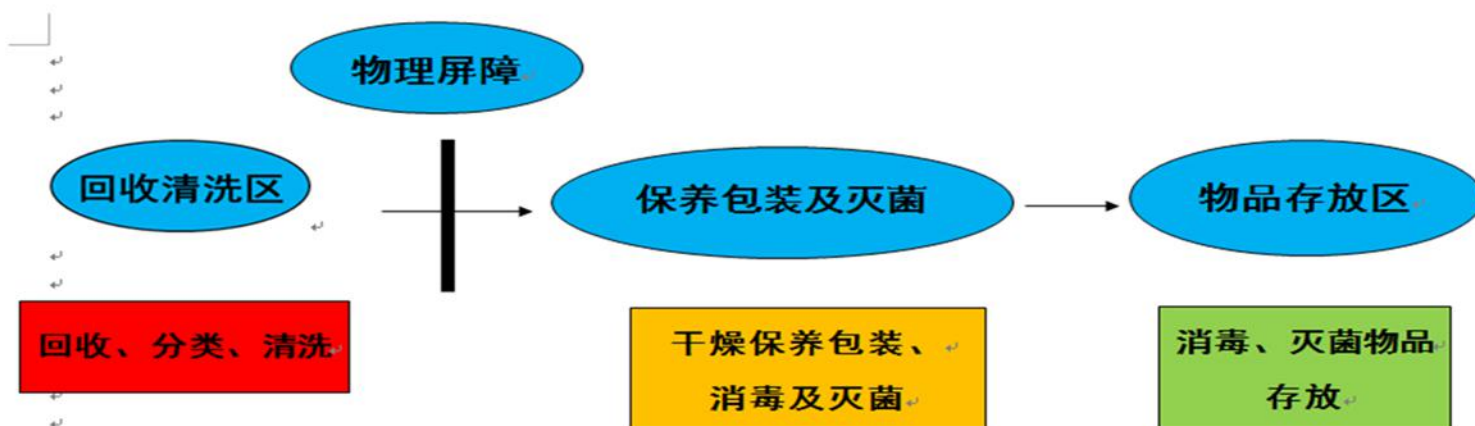 物理屏障
回收清洗区
保养包装及灭菌
物品存放区
回收、分类、清洗
干燥保养包装、
消毒及灭菌
消毒、灭菌物品
存放